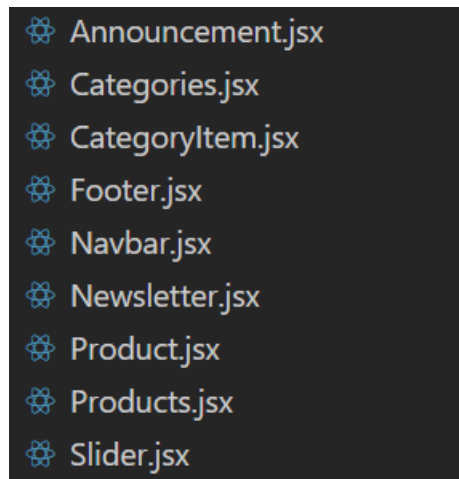 Announcement.jsx
Categories.jsx
CategoryItem.jsx
Footer.jsx
Navbar.jsx
Newsletter.jsx
Product.jsx
Products.jsx
Slider.jsx